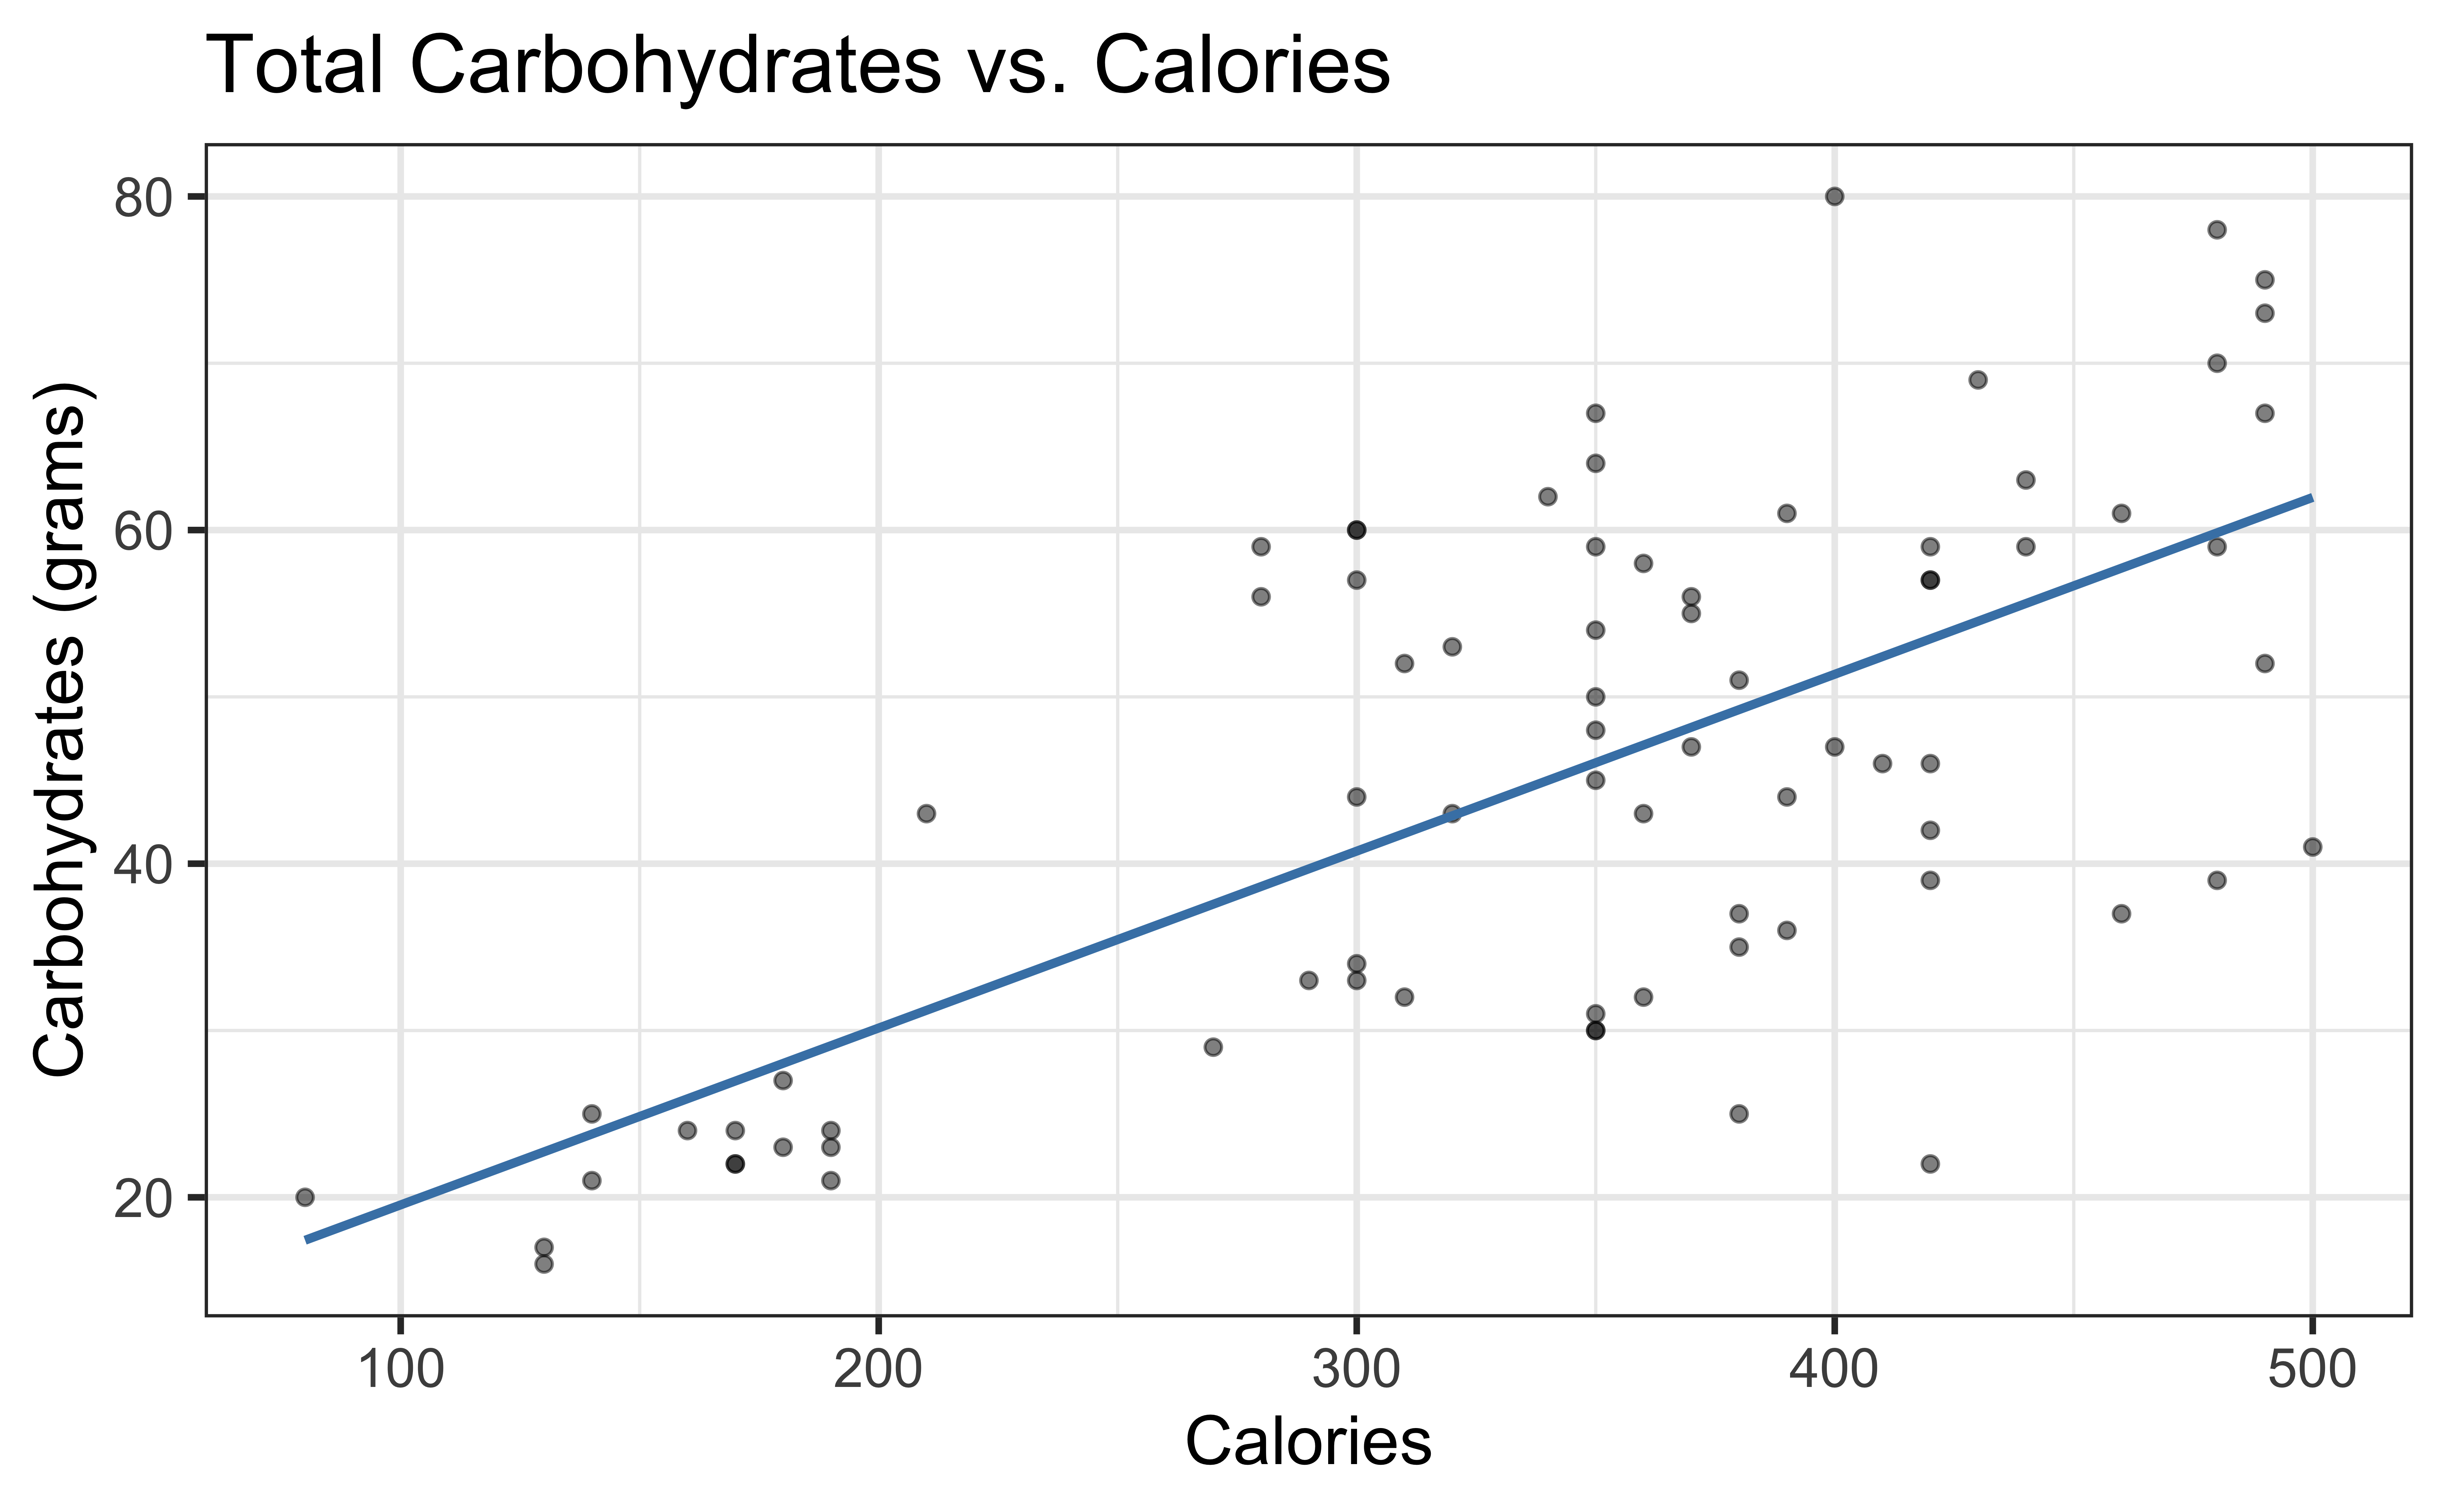 Total Carbohydrates vs. Calories
Carbohydrates (grams)
80
60
40
20
100 200 300 400 500
Calories